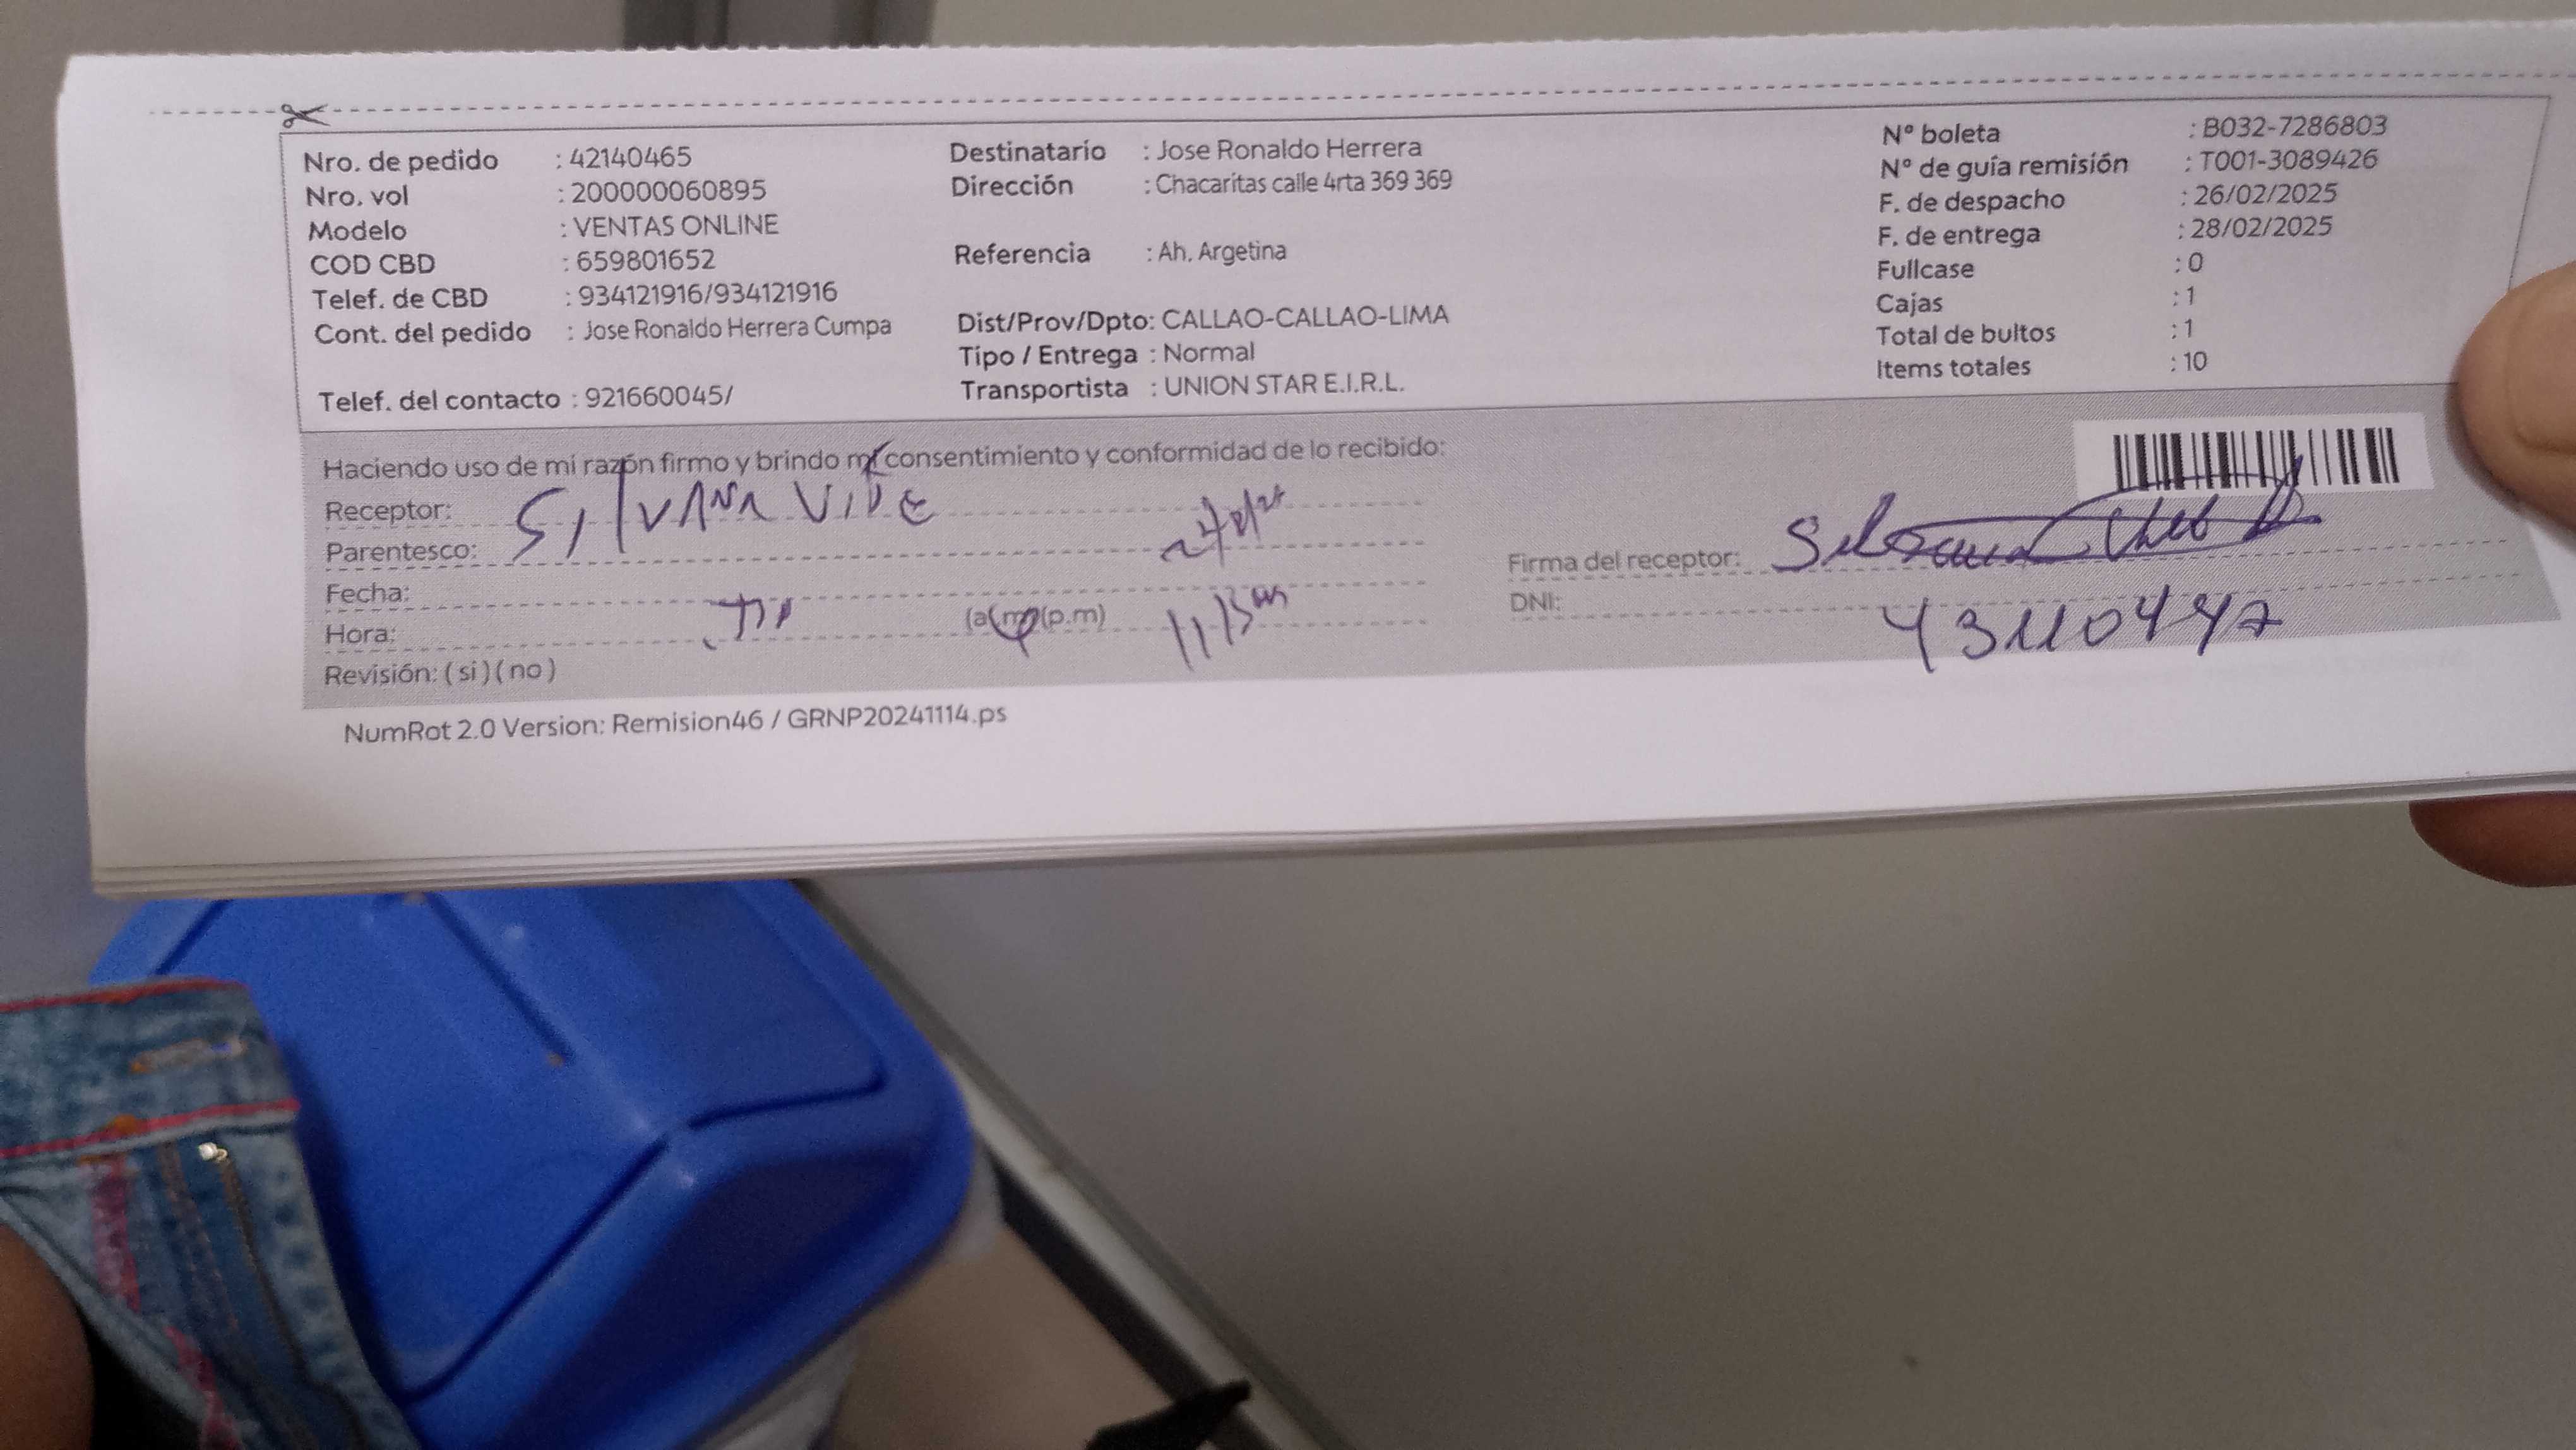 Nro. de pedido : 42140465
Nro. vol : 200000060895
Modelo : VENTAS ONLINE
COD CBD : 659801652
Telef. de CBD : 934121916/934121916
Cont. del pedido : Jose Ronaldo Herrera Cumpa
Telef. del contacto : 921660045/
Destinatario : Jose Ronaldo Herrera
Dirección : Chacaritas calle 4rta 369 369
Referencia : Ah. Argetina
Dist/Prov/Dpto: CALLAO-CALLAO-LIMA
Tipo / Entrega : Normal
Transportista : UNION STAR E.I.R.L.
N° boleta : B032-7286803
N° de guía remisión : T001-3089426
F. de despacho : 26/02/2025
F. de entrega : 28/02/2025
Fullcase : 0
Cajas : 1
Total de bultos : 1
Items totales : 10
Haciendo uso de mi razón firmo y brindo mi consentimiento y conformidad de lo recibido:
Receptor: SilVANA
Parentesco:
Fecha:
Hora: (a.m)(p.m)
Revisión: ( si ) ( no )
Firma del receptor:
DNI:
NumRot 2.0 Version: Remision46 / GRNP20241114.ps